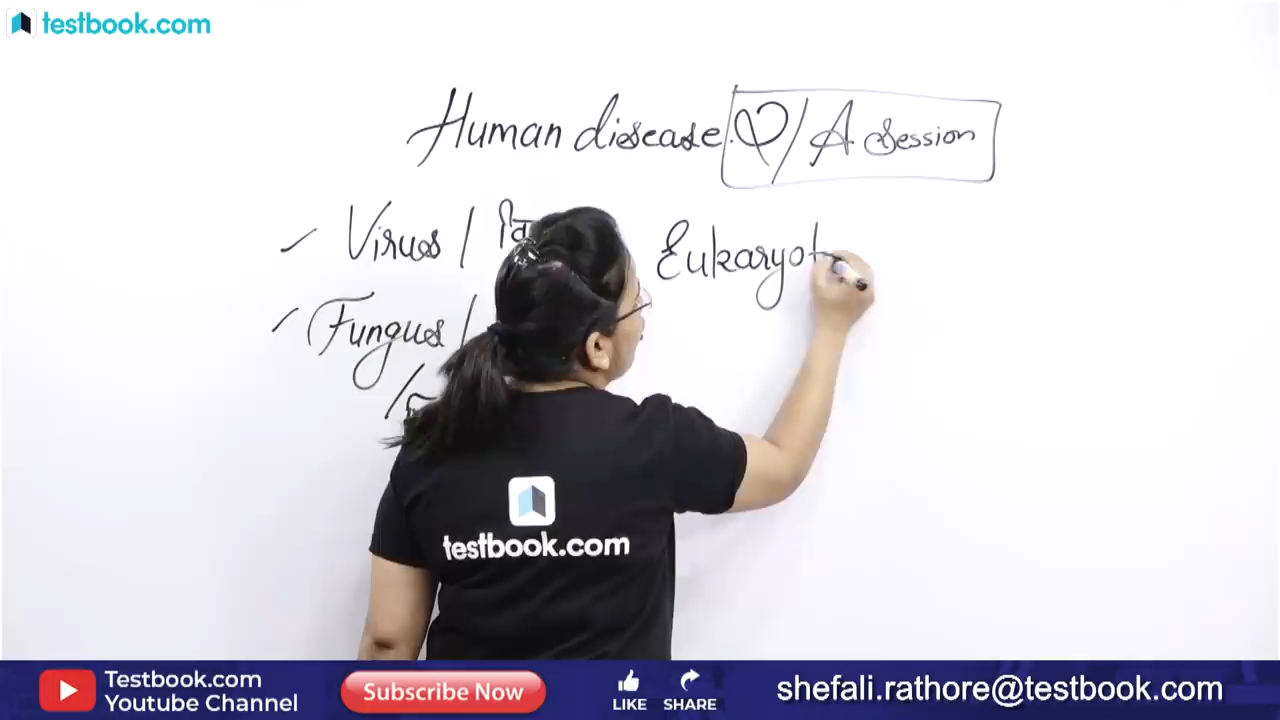 testbook.com
Human disease. Q/A session
Virus / वि
Eukaryot
Fungus /
/
testbook.com
Testbook.com
Youtube Channel
Subscribe Now
LIKE
SHARE
shefali.rathore@testbook.com